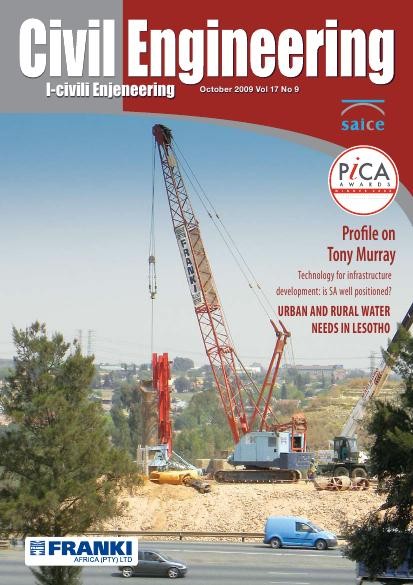 Civil Engineering
I-civili Enjeneering
October 2009 Vol 17 No 9
saice
PiCA
AWARDS
Profile on
Tony Murray
Technology for infrastructure
development: is SA well positioned?
URBAN AND RURAL WATER
NEEDS IN LESOTHO
FRANKI
FRANKI
AFRICA (PTY) LTD